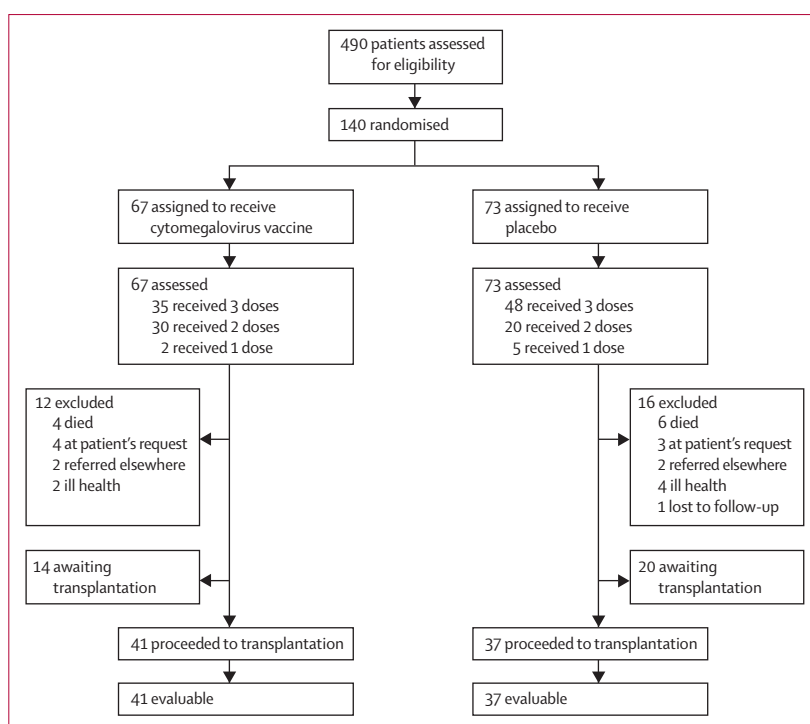 490 patients assessed
for eligibility
140 randomised
67 assigned to receive
cytomegalovirus vaccine
73 assigned to receive
placebo
67 assessed
35 received 3 doses
30 received 2 doses
2 received 1 dose
73 assessed
48 received 3 doses
20 received 2 doses
5 received 1 dose
12 excluded
4 died
4 at patient's request
2 referred elsewhere
2 ill health
16 excluded
6 died
3 at patient's request
2 referred elsewhere
4 ill health
1 lost to follow-up
14 awaiting
transplantation
20 awaiting
transplantation
41 proceeded to transplantation
37 proceeded to transplantation
41 evaluable
37 evaluable